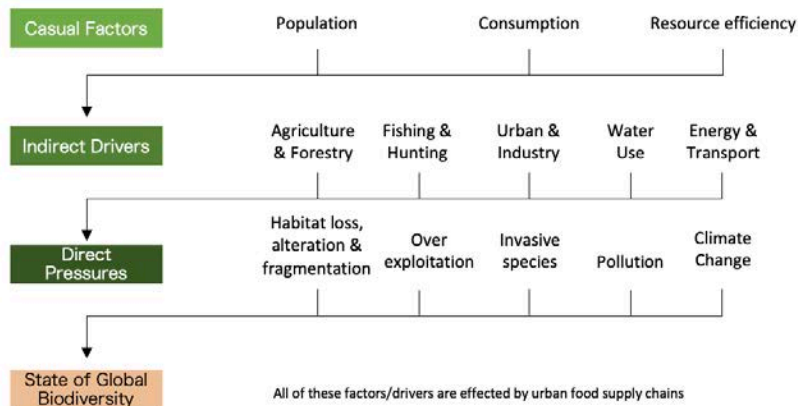 Casual Factors
Population
Consumption
Resource efficiency
Indirect Drivers
Agriculture
& Forestry
Fishing &
Hunting
Urban &
Industry
Water
Use
Energy &
Transport
Direct
Pressures
Habitat loss,
alteration &
fragmentation
Over
exploitation
Invasive
species
Pollution
Climate
Change
State of Global
Biodiversity
All of these factors/drivers are effected by urban food supply chains